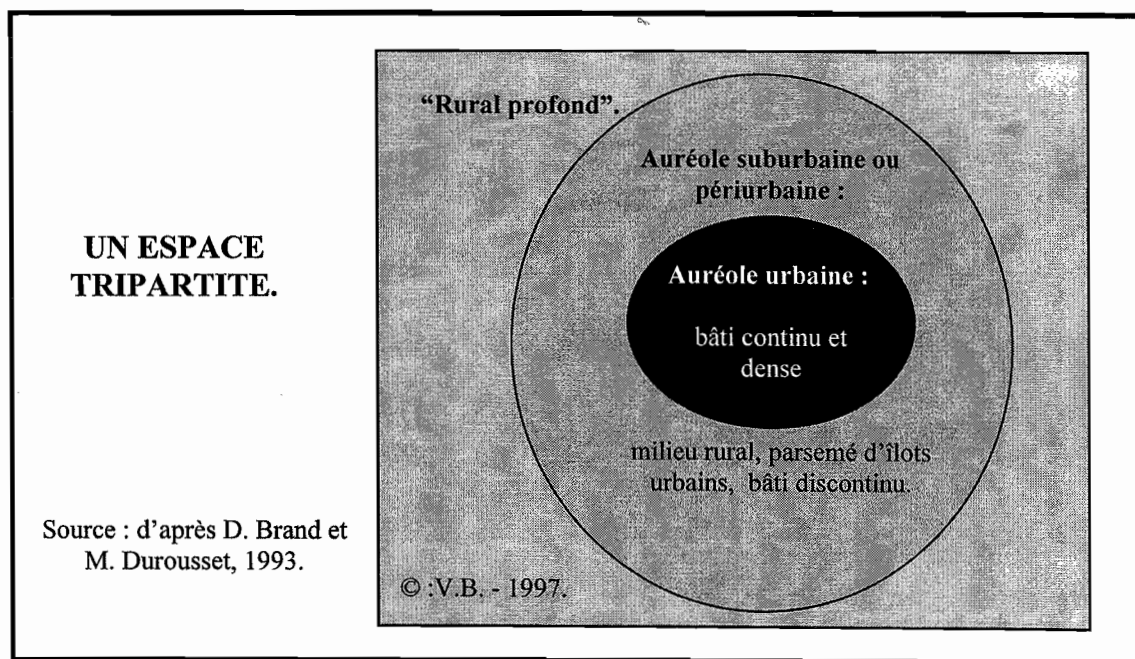 UN ESPACE
TRIPARTITE.
Source : d'après D. Brand et
M. Durousset, 1993.
“Rural profond”.
Auréole suburbaine ou
périurbaine :
Auréole urbaine :
bâti continu et
dense
milieu rural, parsemé d'îlots
urbains, bâti discontinu.
© :V.B. - 1997.